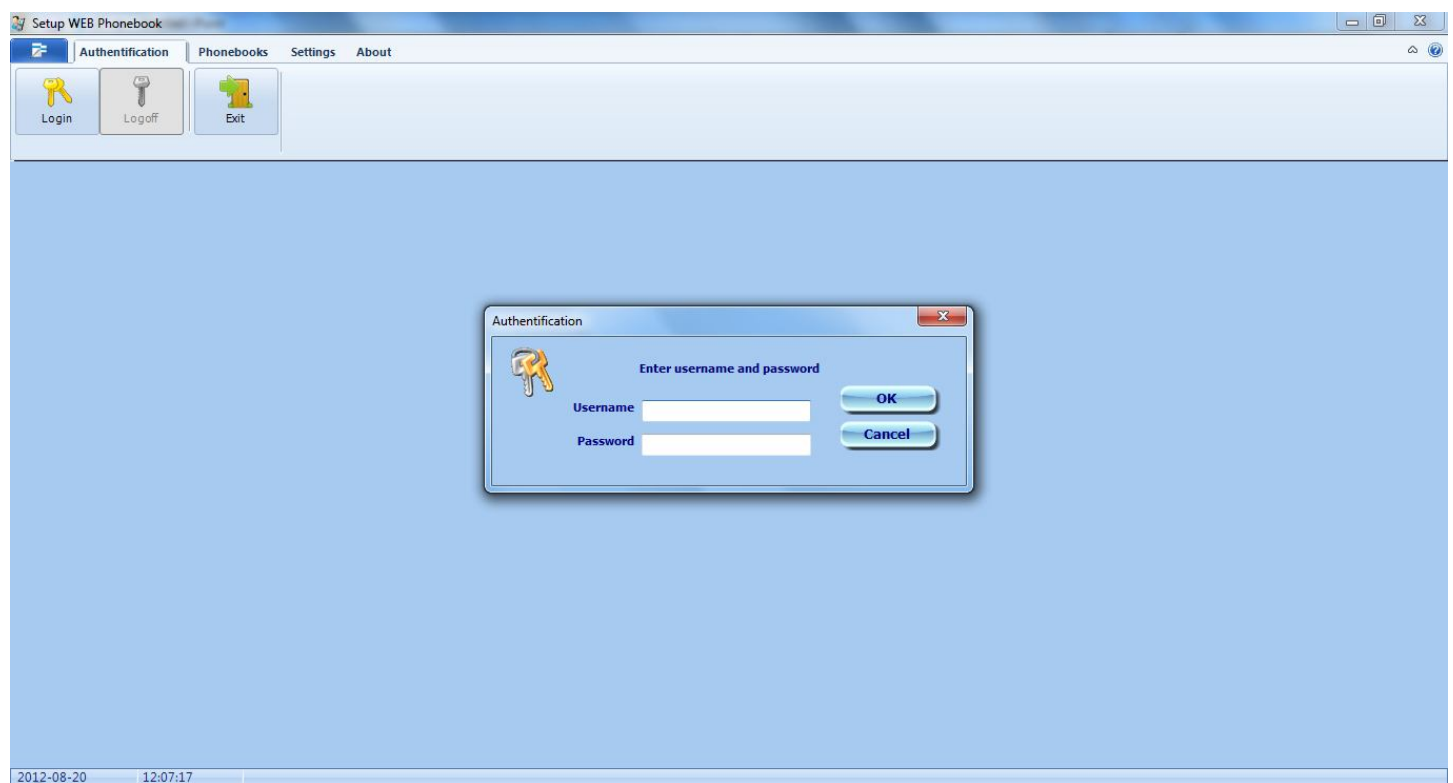 Setup WEB Phonebook
Authentification Phonebooks Settings About
Login Logoff Exit
Authentification
Enter username and password
Username
OK
Password
Cancel
2012-08-20 12:07:17